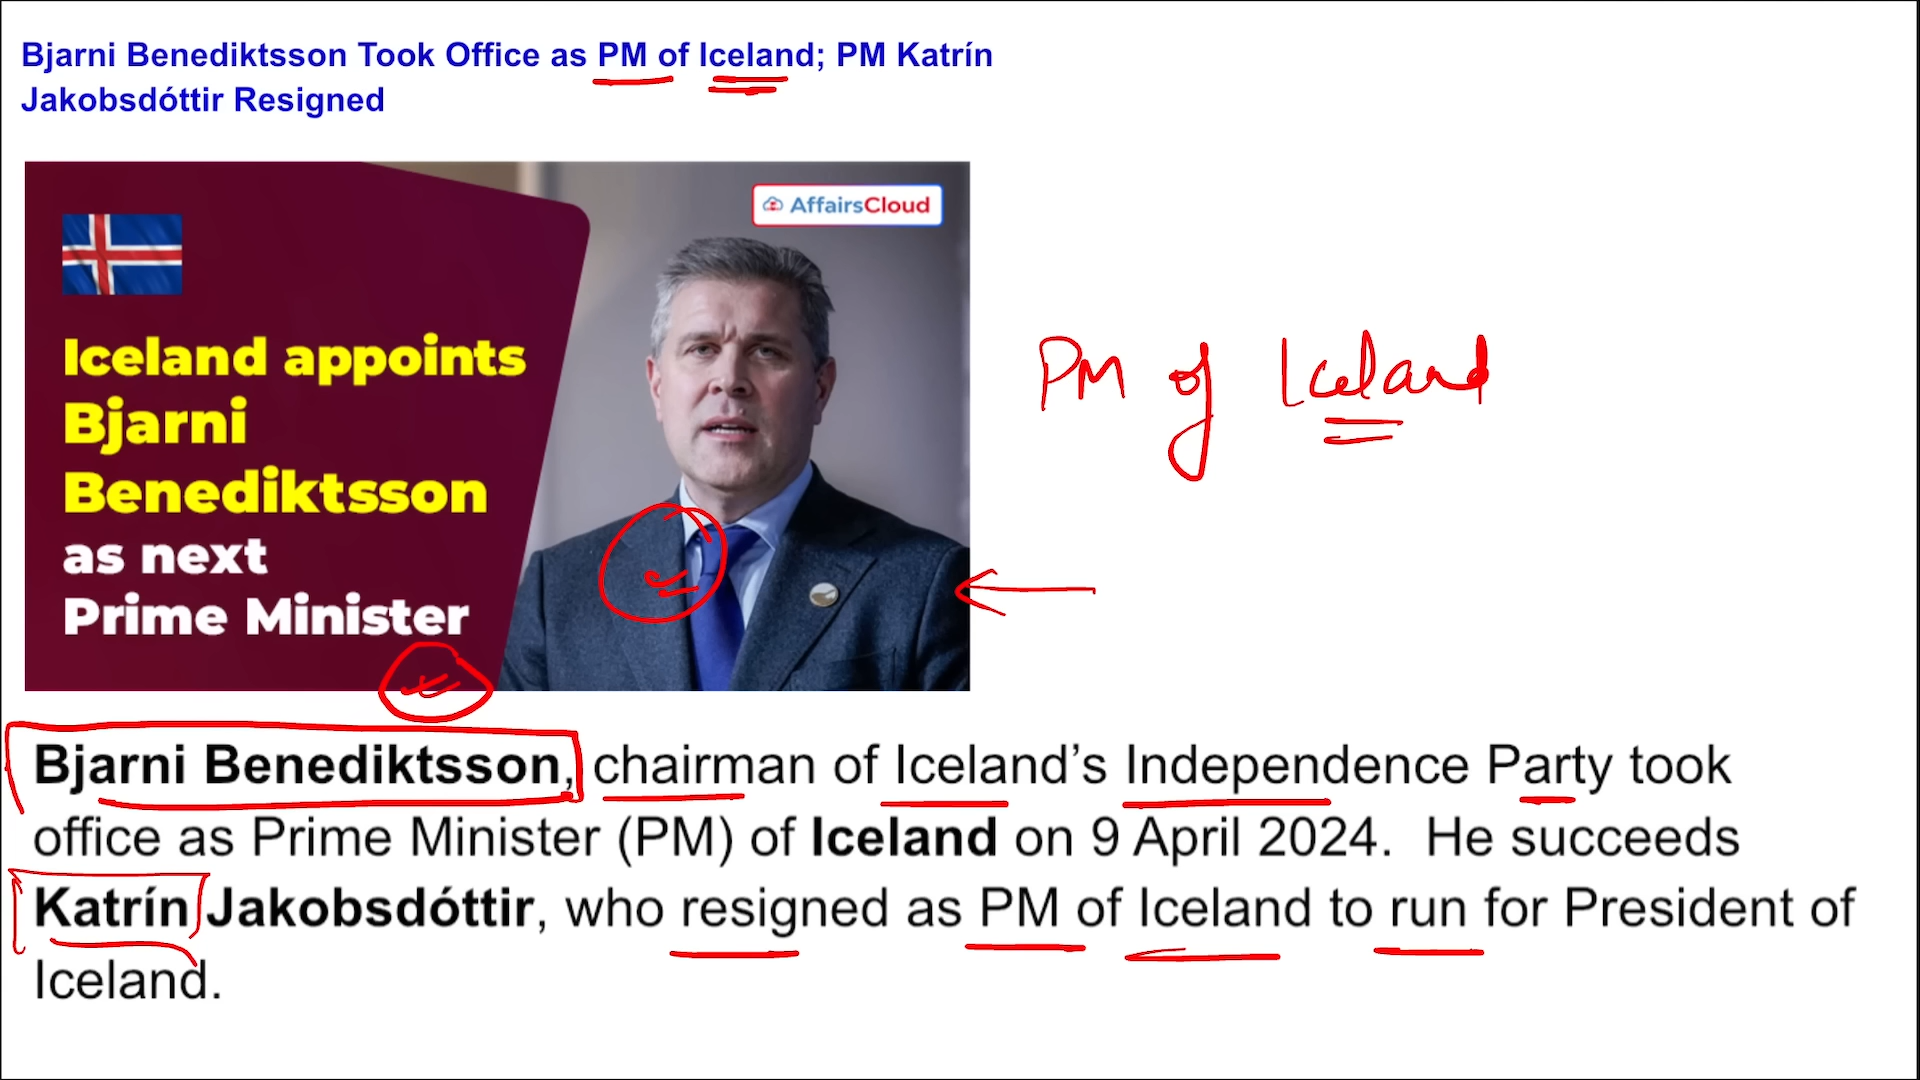 Bjarni Benediktsson Took Office as PM of Iceland; PM Katrín
Jakobsdóttir Resigned
AffairsCloud
Iceland appoints
Bjarni
Benediktsson
as next
Prime Minister
PM of Iceland
Bjarni Benediktsson, chairman of Iceland’s Independence Party took
office as Prime Minister (PM) of Iceland on 9 April 2024. He succeeds
Katrín Jakobsdóttir, who resigned as PM of Iceland to run for President of
Iceland.